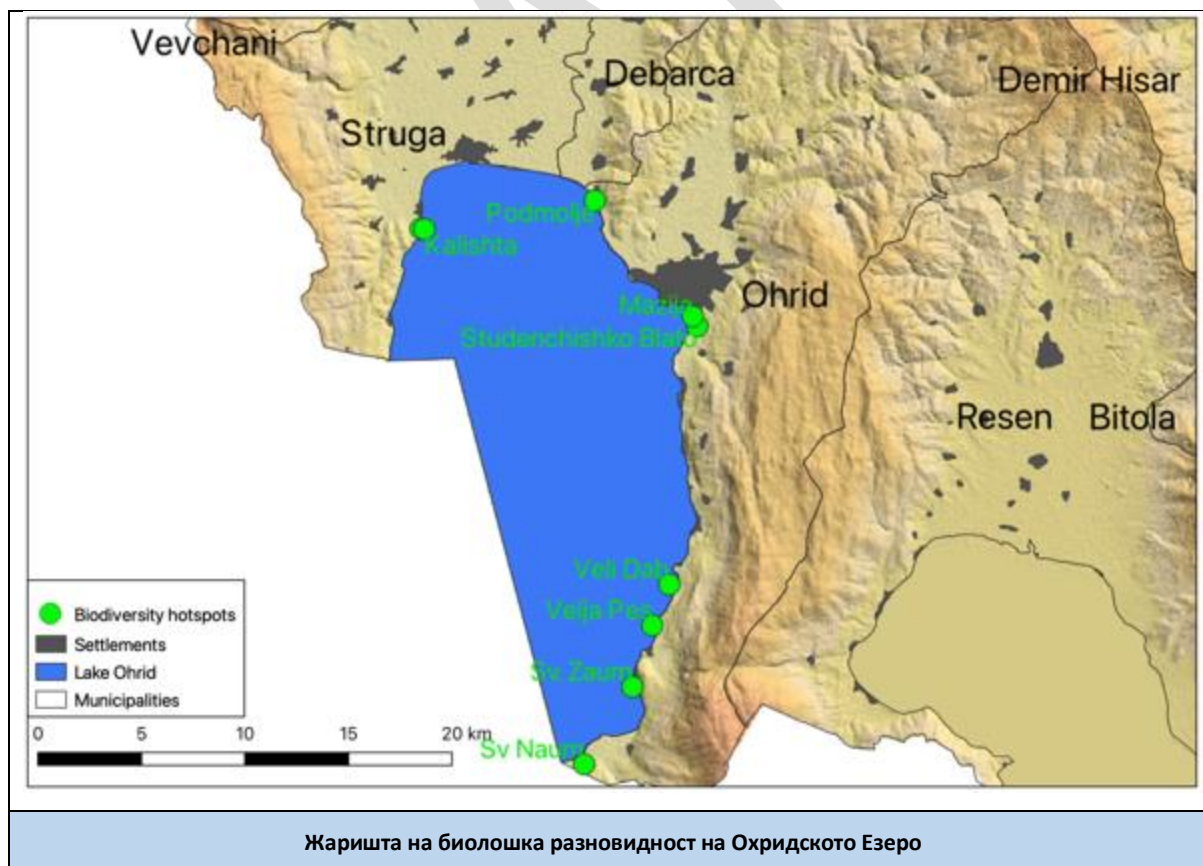 Vevchani
Debarca
Demir Hisar
Struga
Podmolje
Kalishta
Ohrid
Mazija
Studenchishko Blato
Resen
Bitola
Veli Dab
Velja Pes
Sv Zaum
Sv Naum
Biodiversity hotspots
Settlements
Lake Ohrid
Municipalities
0 5 10 15 20 km
Жаришта на биолошка разновидност на Охридското Езеро